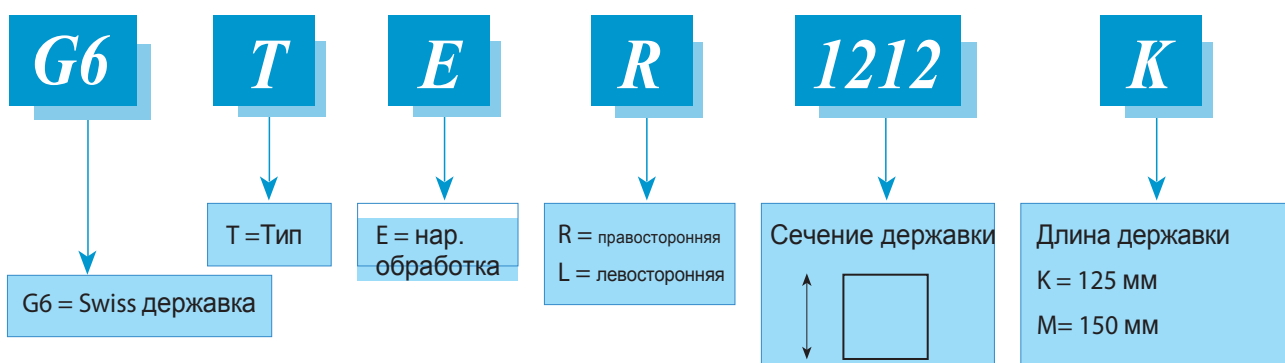 G6 T E R 1212 K
T =Тип
E = нар.
обработка
R = правосторонняя
L = левосторонняя
Сечение державки
Длина державки
K = 125 мм
M= 150 мм
G6 = Swiss державка